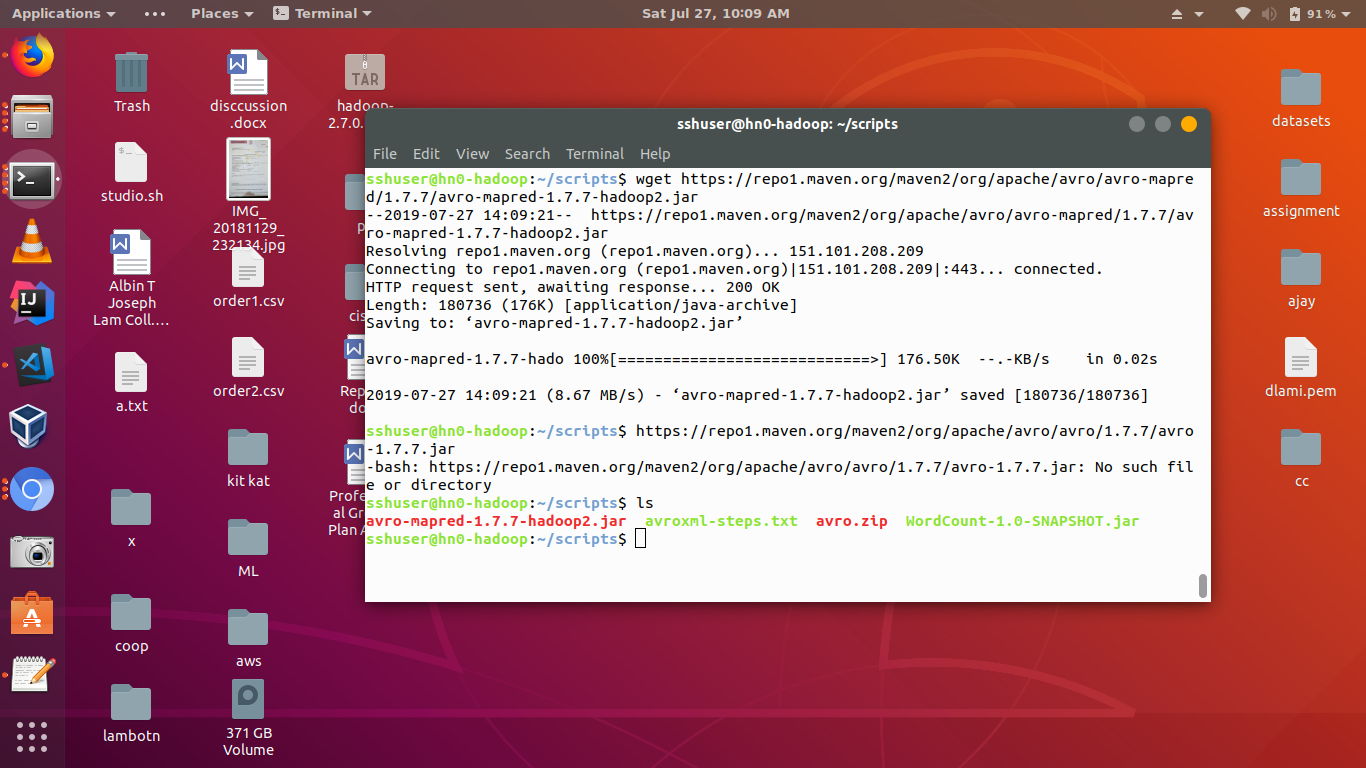 Applications
Places
Terminal
Sat Jul 27, 10:09 AM
91 %
Trash
disccussion
.docx
TAR
hadoop-
2.7.0.
studio.sh
IMG_
20181129_
232134.jpg
Albin T
Joseph
Lam Coll....
order1.csv
a.txt
order2.csv
kit kat
x
ML
coop
aws
lambotn
371 GB
Volume
p
cis
Rep
do
Profe
al Gr
Plan A
datasets
assignment
ajay
dlami.pem
cc
sshuser@hn0-hadoop: ~/scripts
File Edit View Search Terminal Help
sshuser@hn0-hadoop:~/scripts$ wget https://repo1.maven.org/maven2/org/apache/avro/avro-mapre
d/1.7.7/avro-mapred-1.7.7-hadoop2.jar
--2019-07-27 14:09:21--  https://repo1.maven.org/maven2/org/apache/avro/avro-mapred/1.7.7/av
ro-mapred-1.7.7-hadoop2.jar
Resolving repo1.maven.org (repo1.maven.org)... 151.101.208.209
Connecting to repo1.maven.org (repo1.maven.org)|151.101.208.209|:443... connected.
HTTP request sent, awaiting response... 200 OK
Length: 180736 (176K) [application/java-archive]
Saving to: ‘avro-mapred-1.7.7-hadoop2.jar’
avro-mapred-1.7.7-hado 100%[============================>] 176.50K  --.-KB/s    in 0.02s
2019-07-27 14:09:21 (8.67 MB/s) - ‘avro-mapred-1.7.7-hadoop2.jar’ saved [180736/180736]
sshuser@hn0-hadoop:~/scripts$ https://repo1.maven.org/maven2/org/apache/avro/avro/1.7.7/avro
-1.7.7.jar
-bash: https://repo1.maven.org/maven2/org/apache/avro/avro/1.7.7/avro-1.7.7.jar: No such fil
e or directory
sshuser@hn0-hadoop:~/scripts$ ls
avro-mapred-1.7.7-hadoop2.jar  avroxml-steps.txt  avro.zip  WordCount-1.0-SNAPSHOT.jar
sshuser@hn0-hadoop:~/scripts$